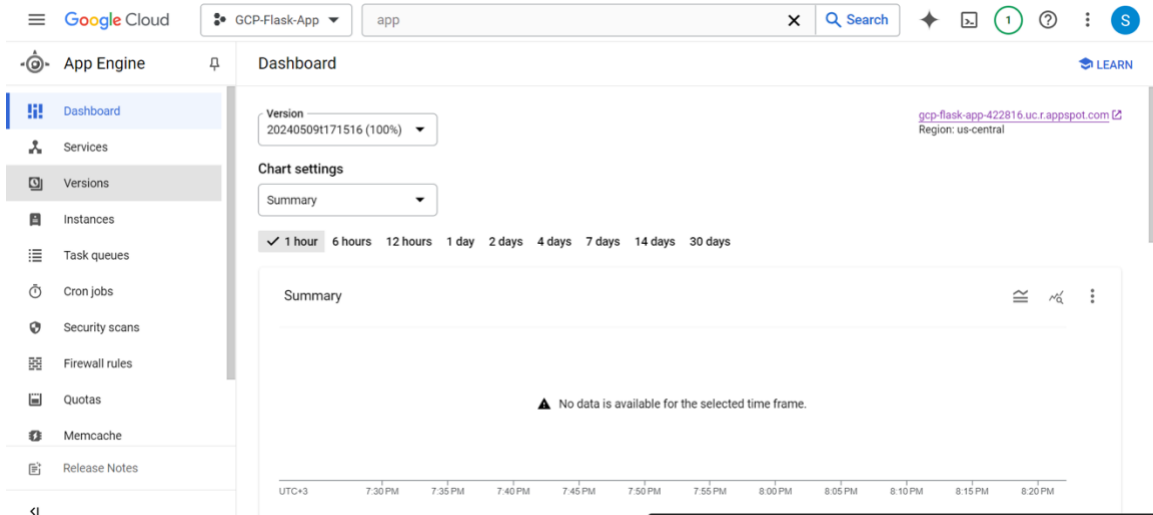 Google Cloud
GCP-Flask-App
app
Search
1
S
App Engine
Dashboard
LEARN
Dashboard
Services
Versions
Instances
Task queues
Cron jobs
Security scans
Firewall rules
Quotas
Memcache
Release Notes
Version
20240509t171516 (100%)
gcp-flask-app-422816.uc.r.appspot.com
Region: us-central
Chart settings
Summary
1 hour 6 hours 12 hours 1 day 2 days 4 days 7 days 14 days 30 days
Summary
No data is available for the selected time frame.
UTC+3 7:30 PM 7:35 PM 7:40 PM 7:45 PM 7:50 PM 7:55 PM 8:00 PM 8:05 PM 8:10 PM 8:15 PM 8:20 PM